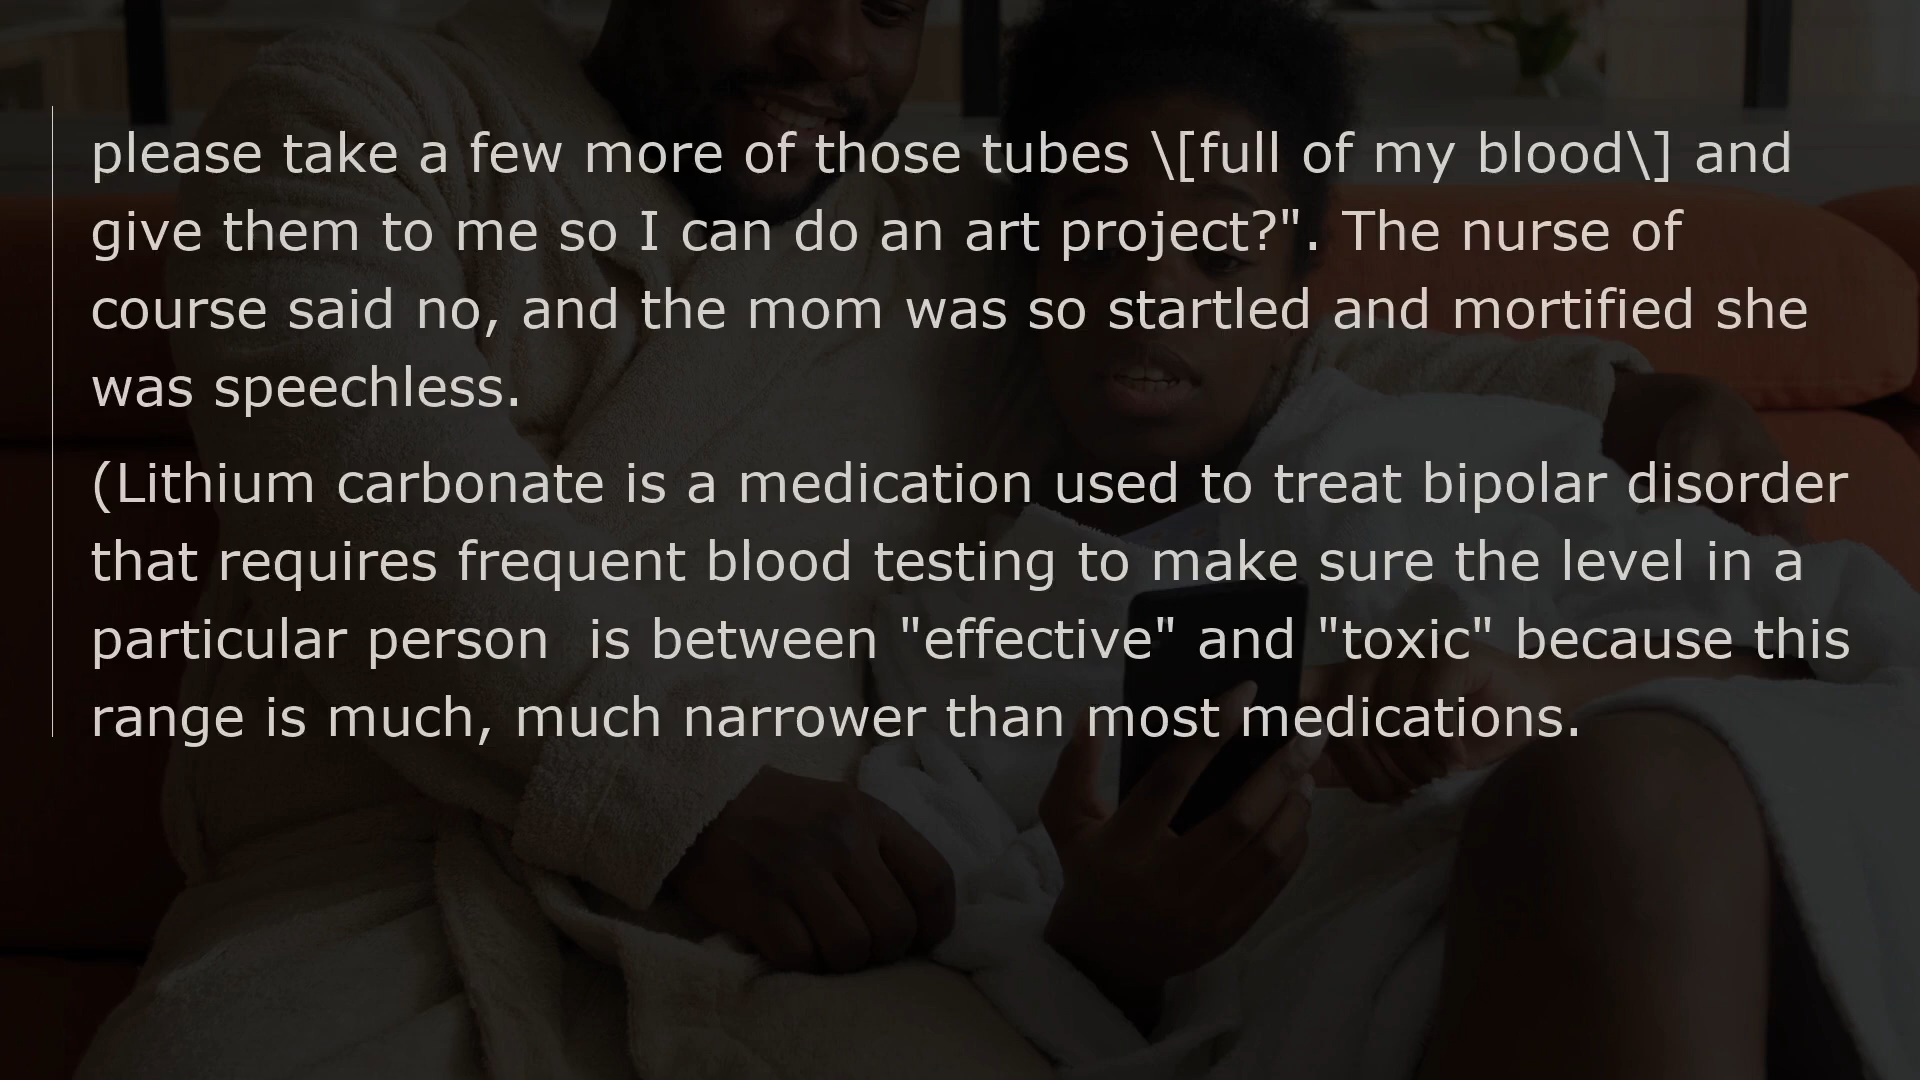 please take a few more of those tubes \[full of my blood\] and
give them to me so I can do an art project?". The nurse of
course said no, and the mom was so startled and mortified she
was speechless.
(Lithium carbonate is a medication used to treat bipolar disorder
that requires frequent blood testing to make sure the level in a
particular person  is between "effective" and "toxic" because this
range is much, much narrower than most medications.